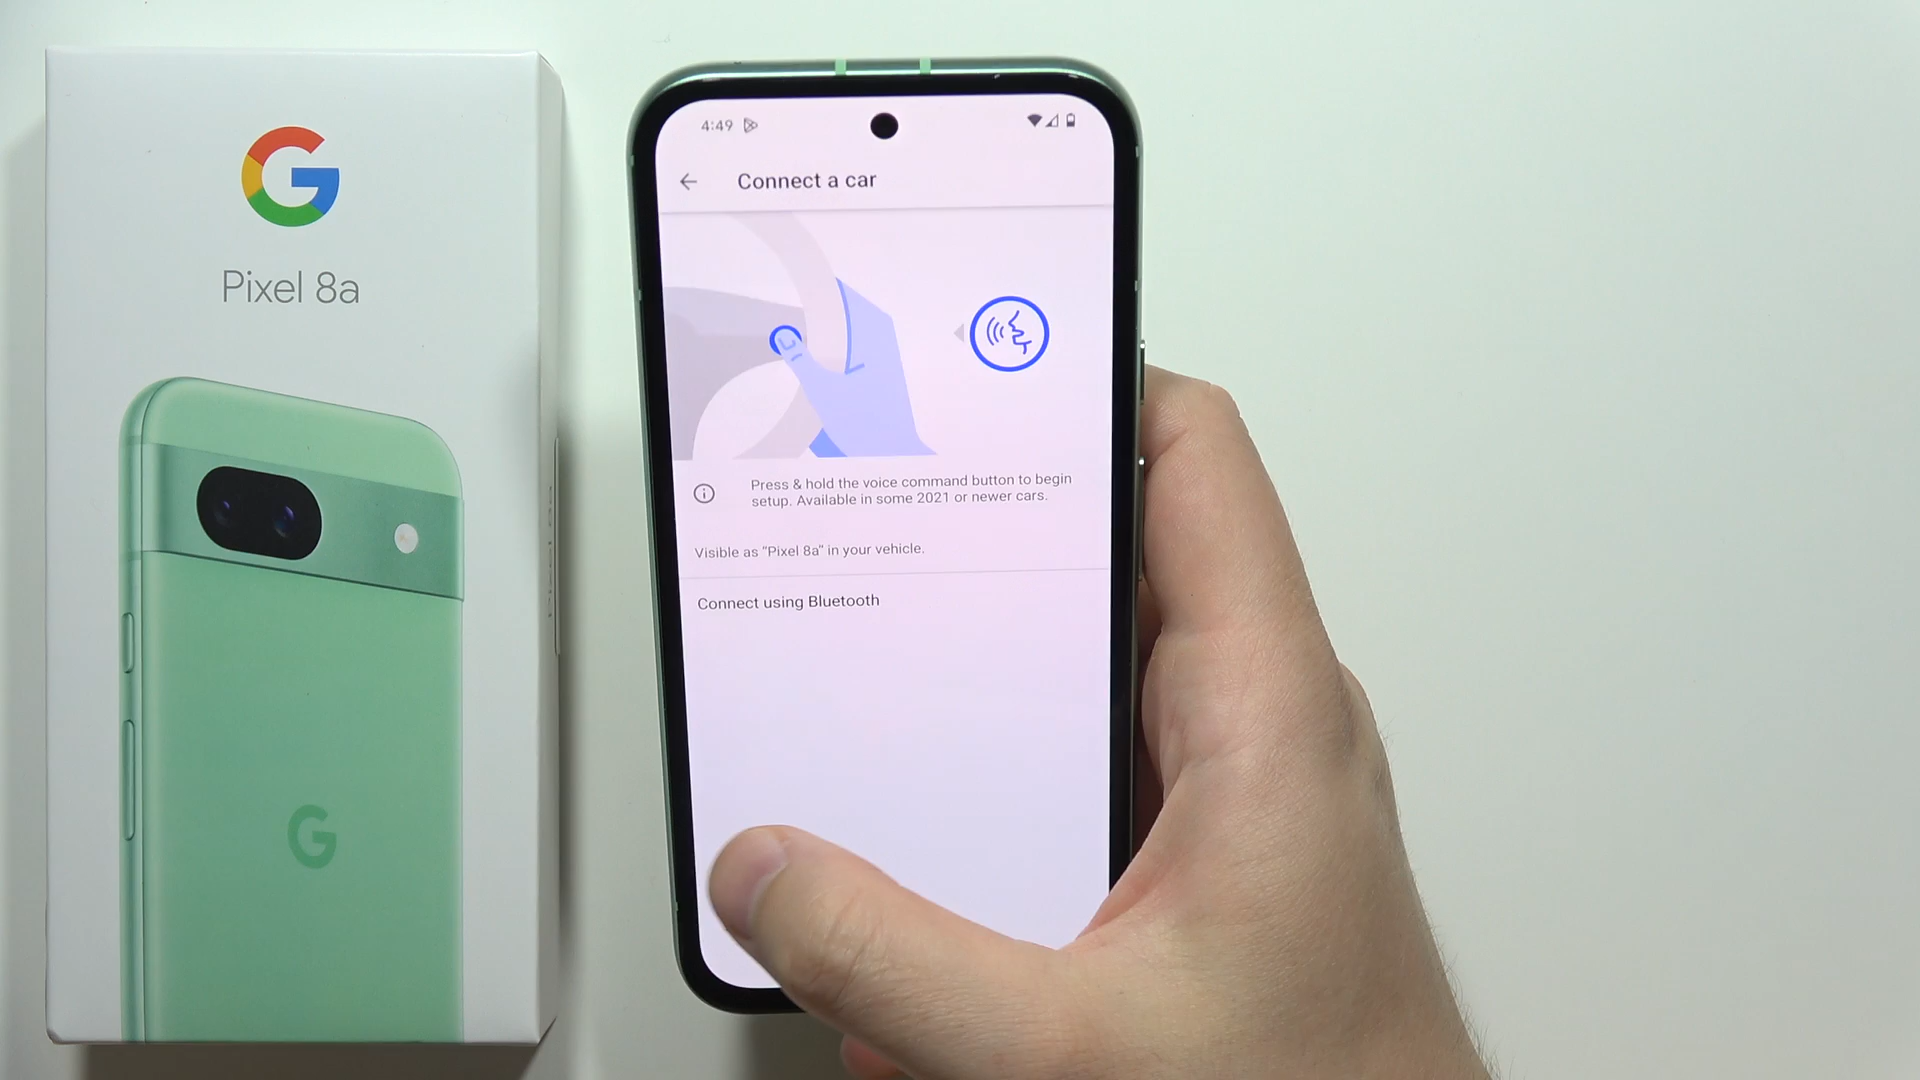 Pixel 8a
4:49
Connect a car
Press & hold the voice command button to begin
setup. Available in some 2021 or newer cars.
Visible as "Pixel 8a" in your vehicle.
Connect using Bluetooth